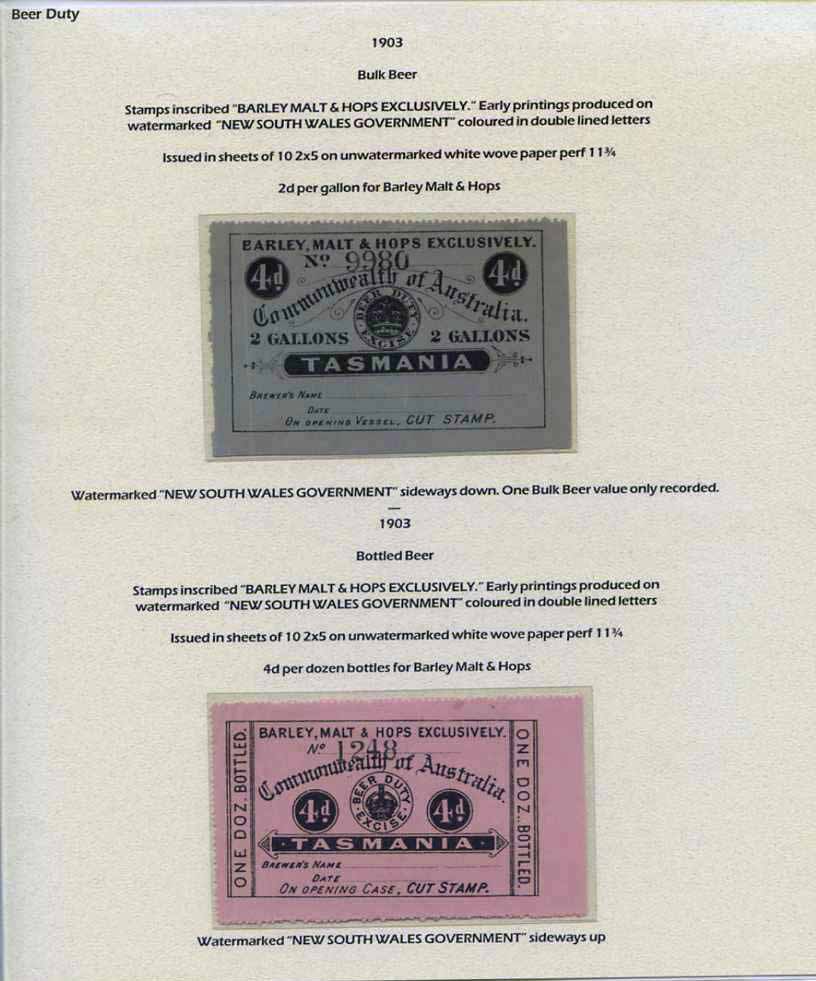 Beer Duty
1903
Bulk Beer
Stamps inscribed "BARLEY MALT & HOPS EXCLUSIVELY." Early printings produced on
watermarked "NEW SOUTH WALES GOVERNMENT" coloured in double lined letters
Issued in sheets of 10 2x5 on unwatermarked white wove paper perf 11¾
2d per gallon for Barley Malt & Hops
BARLEY, MALT & HOPS EXCLUSIVELY.
No 9980
4d 4d
Commonwealth of Australia.
BEER DUTY EXCISE
2 GALLONS 2 GALLONS
TASMANIA
BREWER'S NAME
DATE
ON OPENING VESSEL, CUT STAMP.
Watermarked "NEW SOUTH WALES GOVERNMENT" sideways down. One Bulk Beer value only recorded.
—
1903
Bottled Beer
Stamps inscribed "BARLEY MALT & HOPS EXCLUSIVELY." Early printings produced on
watermarked "NEW SOUTH WALES GOVERNMENT" coloured in double lined letters
Issued in sheets of 10 2x5 on unwatermarked white wove paper perf 11¾
4d per dozen bottles for Barley Malt & Hops
ONE DOZ. BOTTLED.
BARLEY, MALT & HOPS EXCLUSIVELY.
No 1248
Commonwealth of Australia.
4d BEER DUTY EXCISE 4d
TASMANIA
BREWER'S NAME
DATE
ON OPENING CASE, CUT STAMP.
ONE DOZ., BOTTLED.
Watermarked "NEW SOUTH WALES GOVERNMENT" sideways up